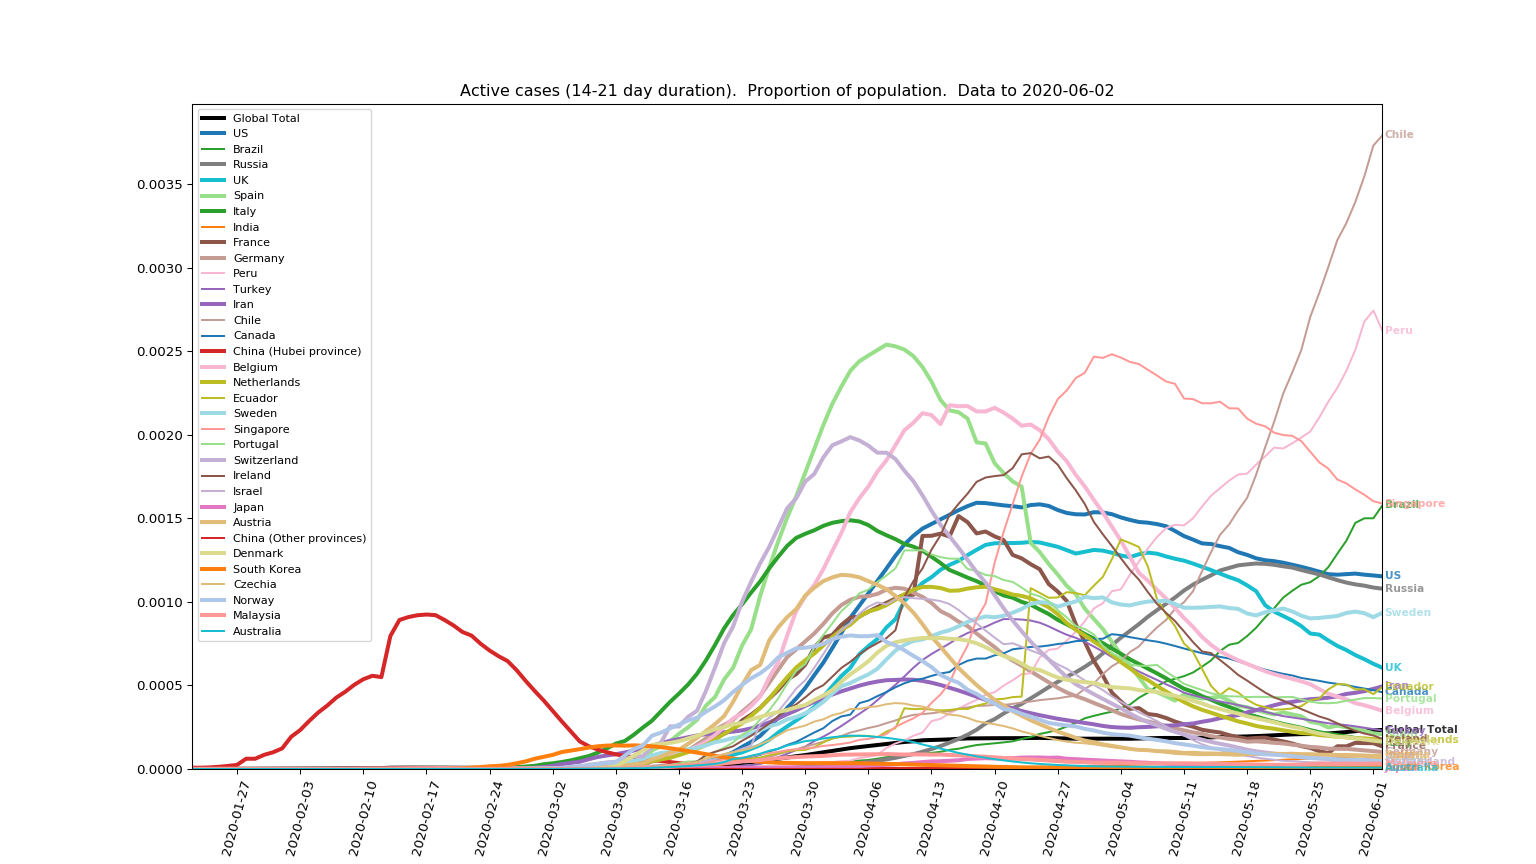 Active cases (14-21 day duration).  Proportion of population.  Data to 2020-06-02
Global Total
US
Brazil
Russia
UK
Spain
Italy
India
France
Germany
Peru
Turkey
Iran
Chile
Canada
China (Hubei province)
Belgium
Netherlands
Ecuador
Sweden
Singapore
Portugal
Switzerland
Ireland
Israel
Japan
Austria
China (Other provinces)
Denmark
South Korea
Czechia
Norway
Malaysia
Australia
0.0035
0.0030
0.0025
0.0020
0.0015
0.0010
0.0005
0.0000
Chile
Peru
Singapore
Brazil
US
Russia
Sweden
UK
Ecuador
Canada
Portugal
Belgium
Global Total
Ireland
France
Australia
2020-01-27
2020-02-03
2020-02-10
2020-02-17
2020-02-24
2020-03-02
2020-03-09
2020-03-16
2020-03-23
2020-03-30
2020-04-06
2020-04-13
2020-04-20
2020-04-27
2020-05-04
2020-05-11
2020-05-18
2020-05-25
2020-06-01